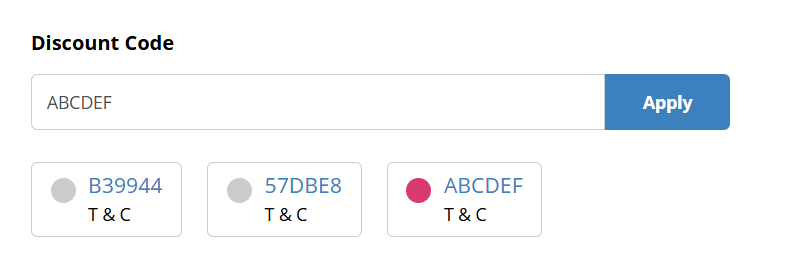 Discount Code
ABCDEF Apply
B39944 57DBE8 ABCDEF
T & C T & C T & C